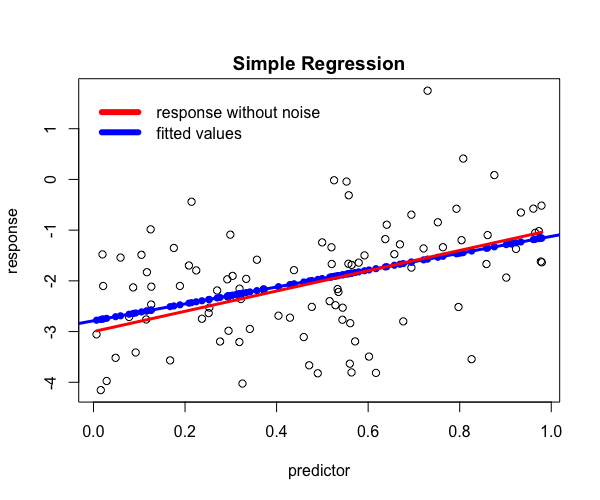 Simple Regression
response without noise
fitted values
response
1
0
-1
-2
-3
-4
0.0 0.2 0.4 0.6 0.8 1.0
predictor